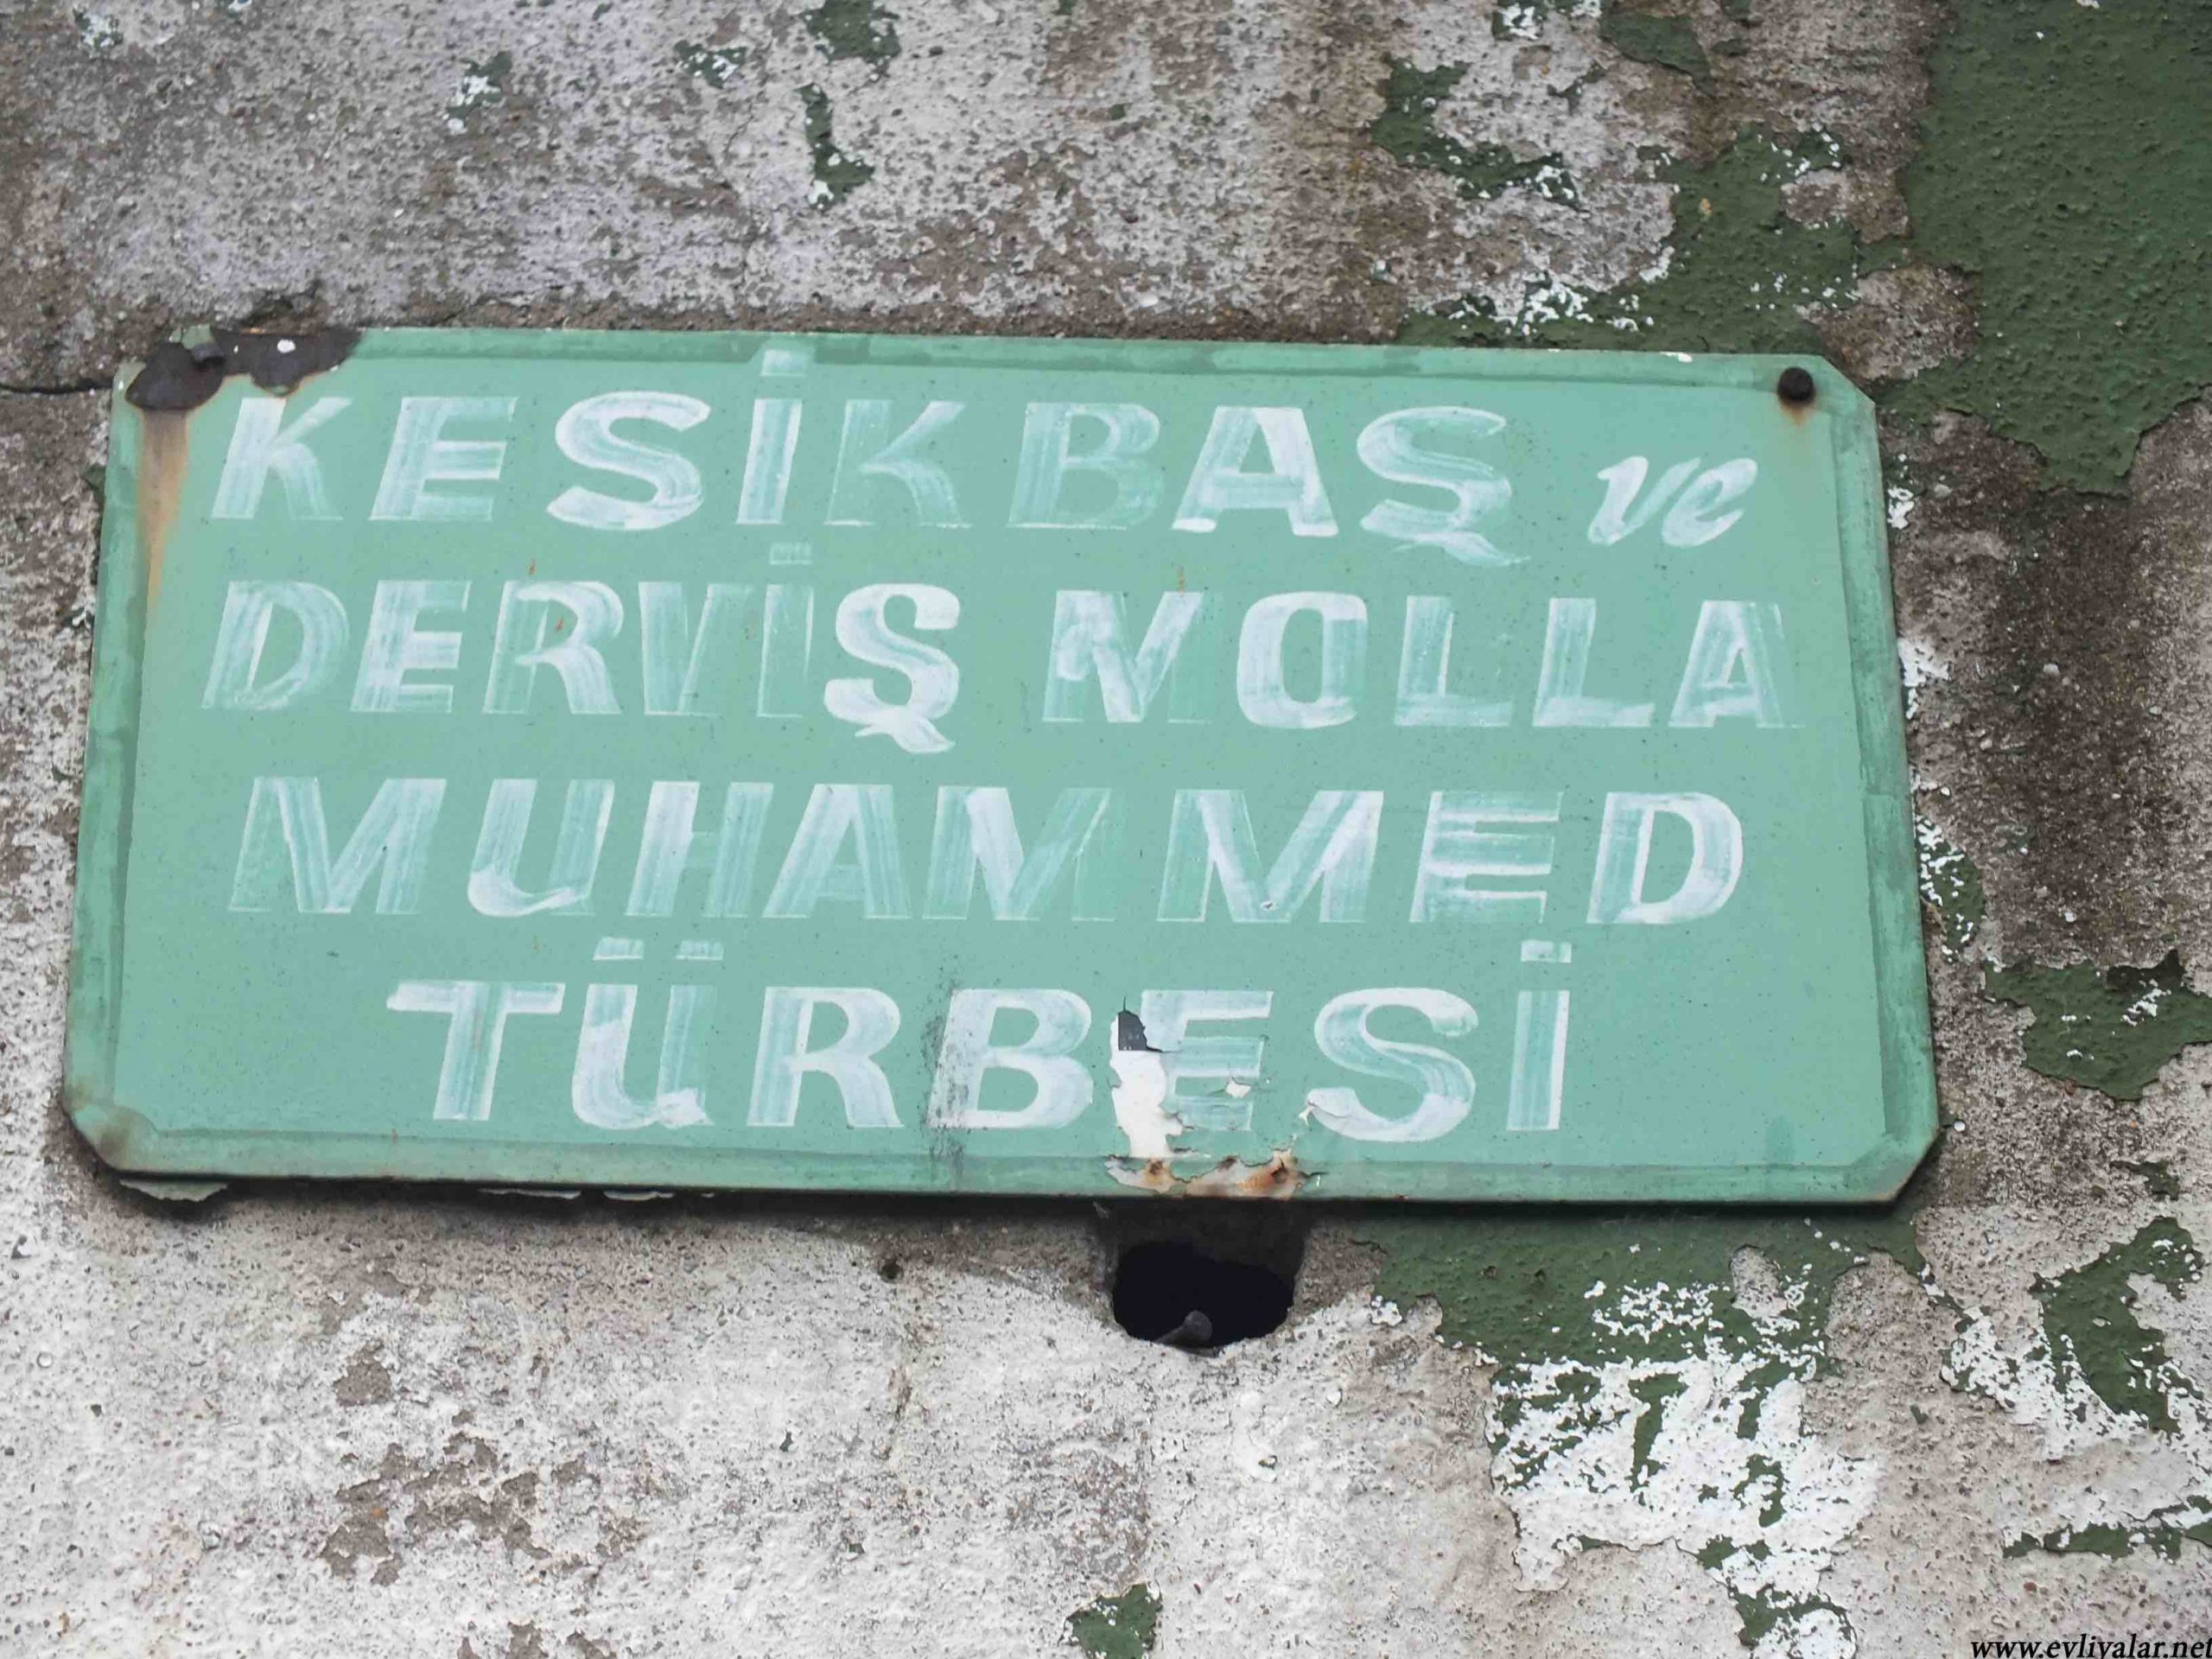 KESİKBAŞ ve
DERVİŞ MOLLA
MUHAMMED
TÜRBESİ
www.evliyalar.net